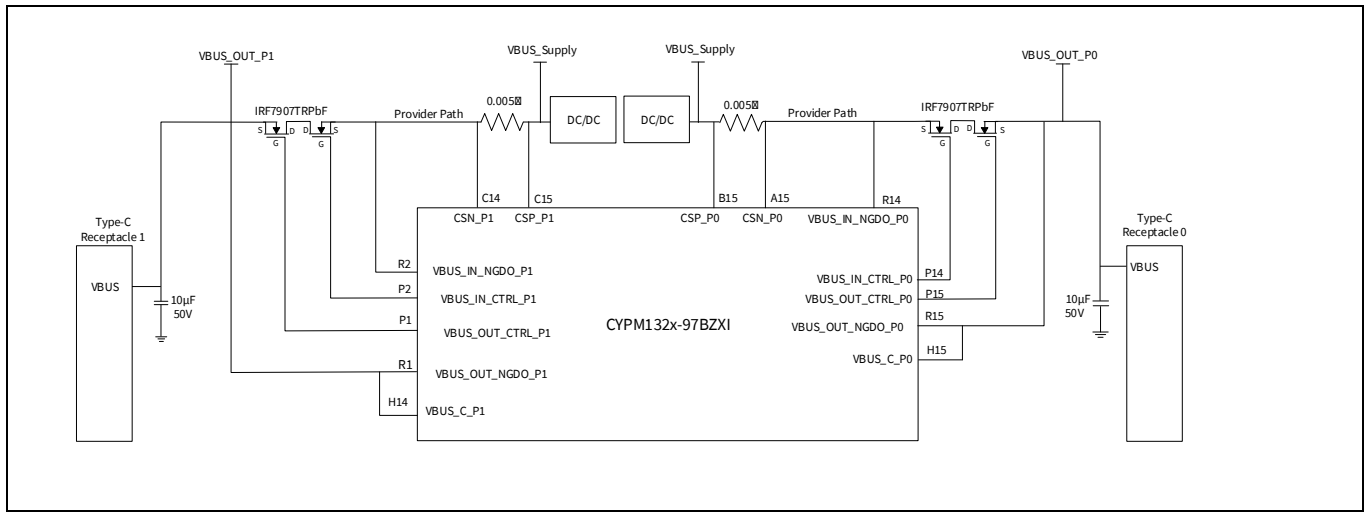 VBUS_OUT_P1
VBUS_Supply
VBUS_Supply
VBUS_OUT_P0
IRF7907TRPbF
Provider Path
0.005
DC/DC
DC/DC
0.005
Provider Path
IRF7907TRPbF
S
D
D
S
G
G
S
D
D
S
G
G
C14
C15
B15
A15
R14
CSN_P1
CSP_P1
CSP_P0
CSN_P0
VBUS_IN_NGDO_P0
Type-C
Receptacle 1
VBUS
10µF
50V
R2
VBUS_IN_NGDO_P1
P2
VBUS_IN_CTRL_P1
P1
VBUS_OUT_CTRL_P1
R1
VBUS_OUT_NGDO_P1
H14
VBUS_C_P1
CYPM132x-97BZXI
VBUS_IN_CTRL_P0
P14
VBUS_OUT_CTRL_P0
P15
VBUS_OUT_NGDO_P0
R15
VBUS_C_P0
H15
10µF
50V
Type-C
Receptacle 0
VBUS